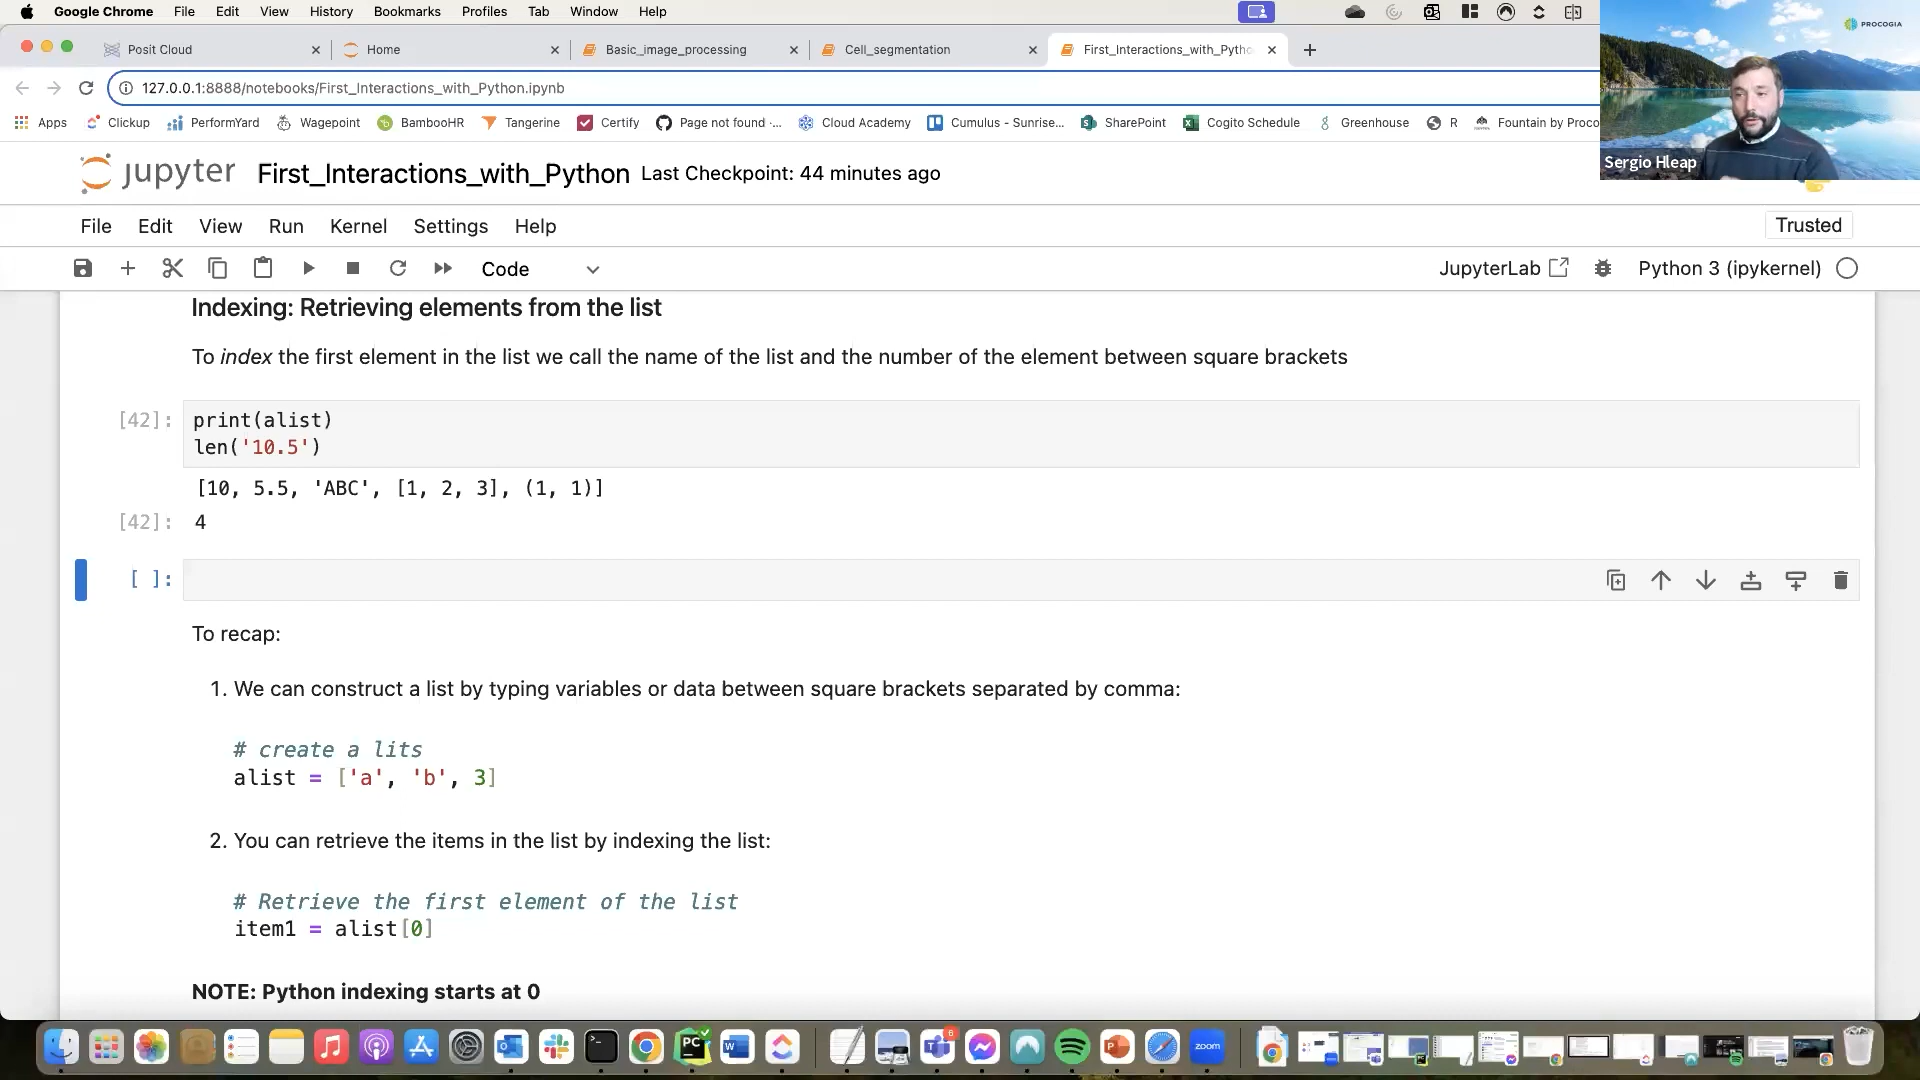 Google Chrome File Edit View History Bookmarks Profiles Tab Window Help
Posit Cloud Home Basic_image_processing Cell_segmentation First_Interactions_with_Pytho
127.0.0.1:8888/notebooks/First_Interactions_with_Python.ipynb
Apps Clickup PerformYard Wagepoint BambooHR Tangerine Certify Page not found ·... Cloud Academy Cumulus - Sunrise... SharePoint Cogito Schedule Greenhouse R Fountain by Proco
PROCOGIA
Sergio Hleap
jupyter First_Interactions_with_Python Last Checkpoint: 44 minutes ago
File Edit View Run Kernel Settings Help Trusted
Code JupyterLab Python 3 (ipykernel)
Indexing: Retrieving elements from the list
To index the first element in the list we call the name of the list and the number of the element between square brackets
[42]: print(alist)
len('10.5')
[10, 5.5, 'ABC', [1, 2, 3], (1, 1)]
[42]: 4
[ ]:
To recap:
1. We can construct a list by typing variables or data between square brackets separated by comma:
# create a lits
alist = ['a', 'b', 3]
2. You can retrieve the items in the list by indexing the list:
# Retrieve the first element of the list
item1 = alist[0]
NOTE: Python indexing starts at 0
PC W T 6 P zoom